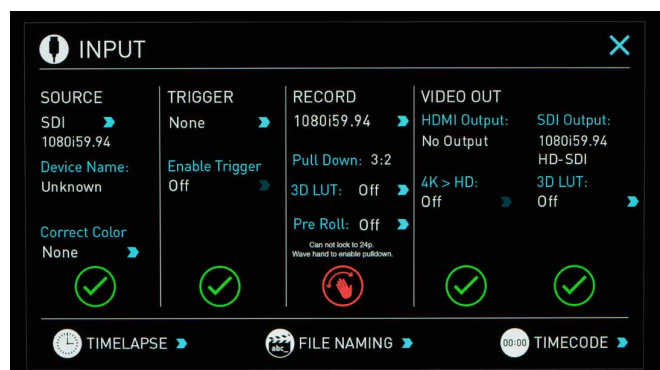 INPUT
SOURCE
SDI
1080i59.94
Device Name:
Unknown
Correct Color
None
TRIGGER
None
Enable Trigger
Off
RECORD
1080i59.94
Pull Down: 3:2
3D LUT: Off
Pre Roll: Off
Can not lock to 24p.
Wave hand to enable pulldown.
VIDEO OUT
HDMI Output:
No Output
4K > HD:
Off
SDI Output:
1080i59.94
HD-SDI
3D LUT:
Off
TIMELAPSE
abc_
FILE NAMING
00:00
TIMECODE